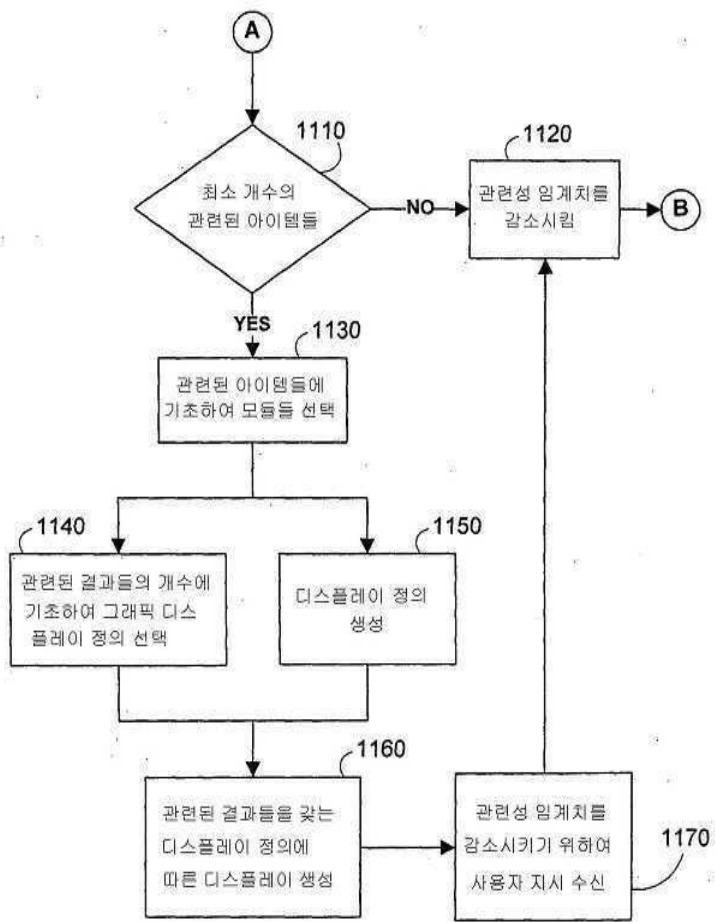 A
1110
최소 개수의
관련된 아이템들
NO
1120
관련성 임계치를
감소시킴
B
YES
1130
관련된 아이템들에
기초하여 모듈들 선택
1140
관련된 결과들의 개수에
기초하여 그래픽 디스
플레이 정의 선택
1150
디스플레이 정의
생성
1160
관련된 결과들을 갖는
디스플레이 정의에
따른 디스플레이 생성
관련성 임계치를
감소시키기 위하여
사용자 지시 수신
1170